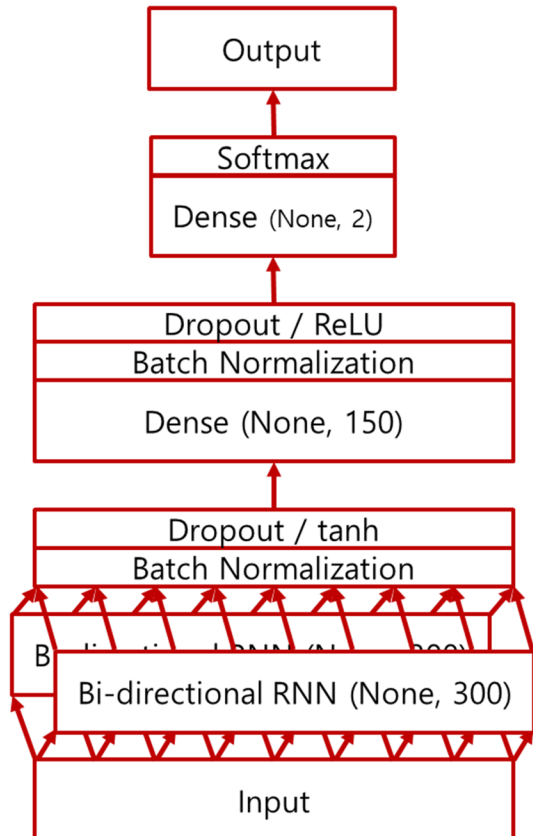 Output
Softmax
Dense (None, 2)
Dropout / ReLU
Batch Normalization
Dense (None, 150)
Dropout / tanh
Batch Normalization
Bi-directional RNN (None, 300)
Input